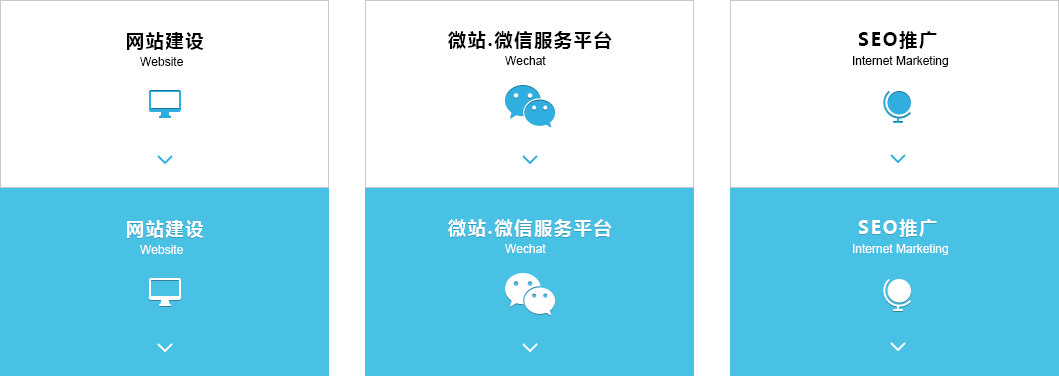 网站建设
Website
微站.微信服务平台
Wechat
SEO推广
Internet Marketing
网站建设
Website
微站.微信服务平台
Wechat
SEO推广
Internet Marketing